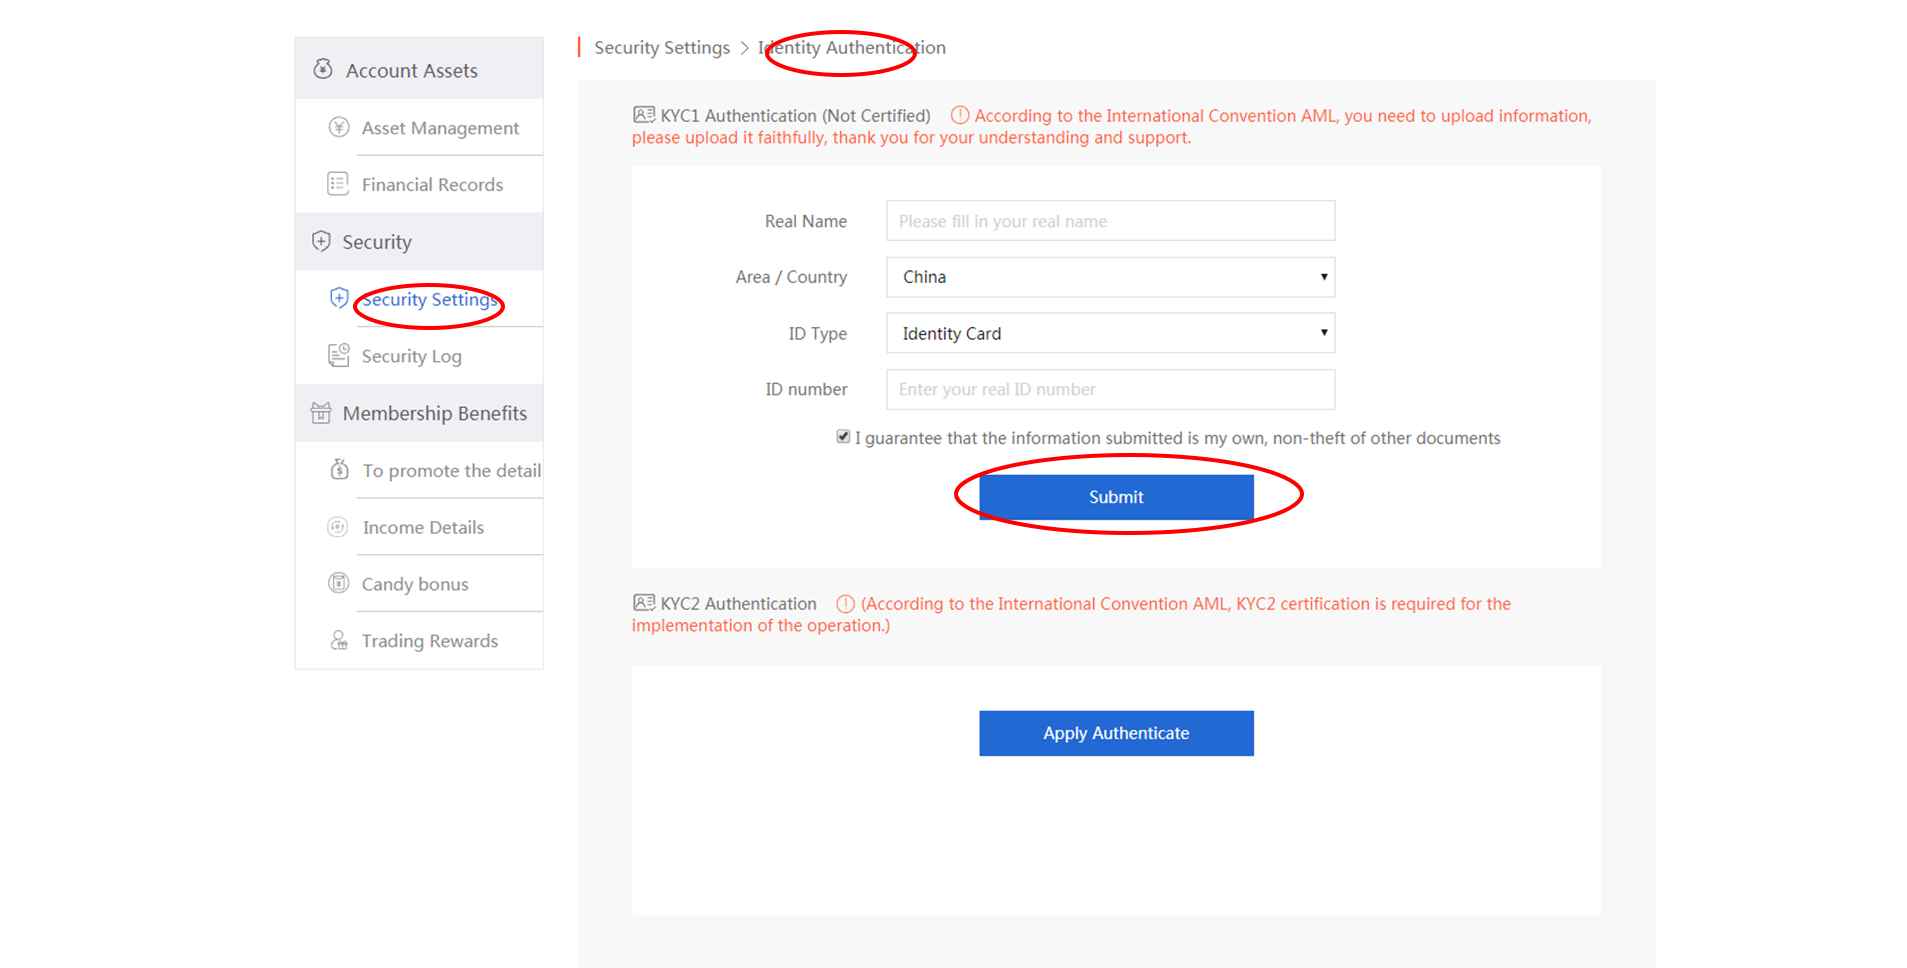 Account Assets
Asset Management
Financial Records
Security
Security Settings
Security Log
Membership Benefits
To promote the detail
Income Details
Candy bonus
Trading Rewards
Security Settings > Identity Authentication
KYC1 Authentication (Not Certified) According to the International Convention AML, you need to upload information,
please upload it faithfully, thank you for your understanding and support.
Real Name Please fill in your real name
Area / Country China
ID Type Identity Card
ID number Enter your real ID number
I guarantee that the information submitted is my own, non-theft of other documents
Submit
KYC2 Authentication (According to the International Convention AML, KYC2 certification is required for the
implementation of the operation.)
Apply Authenticate